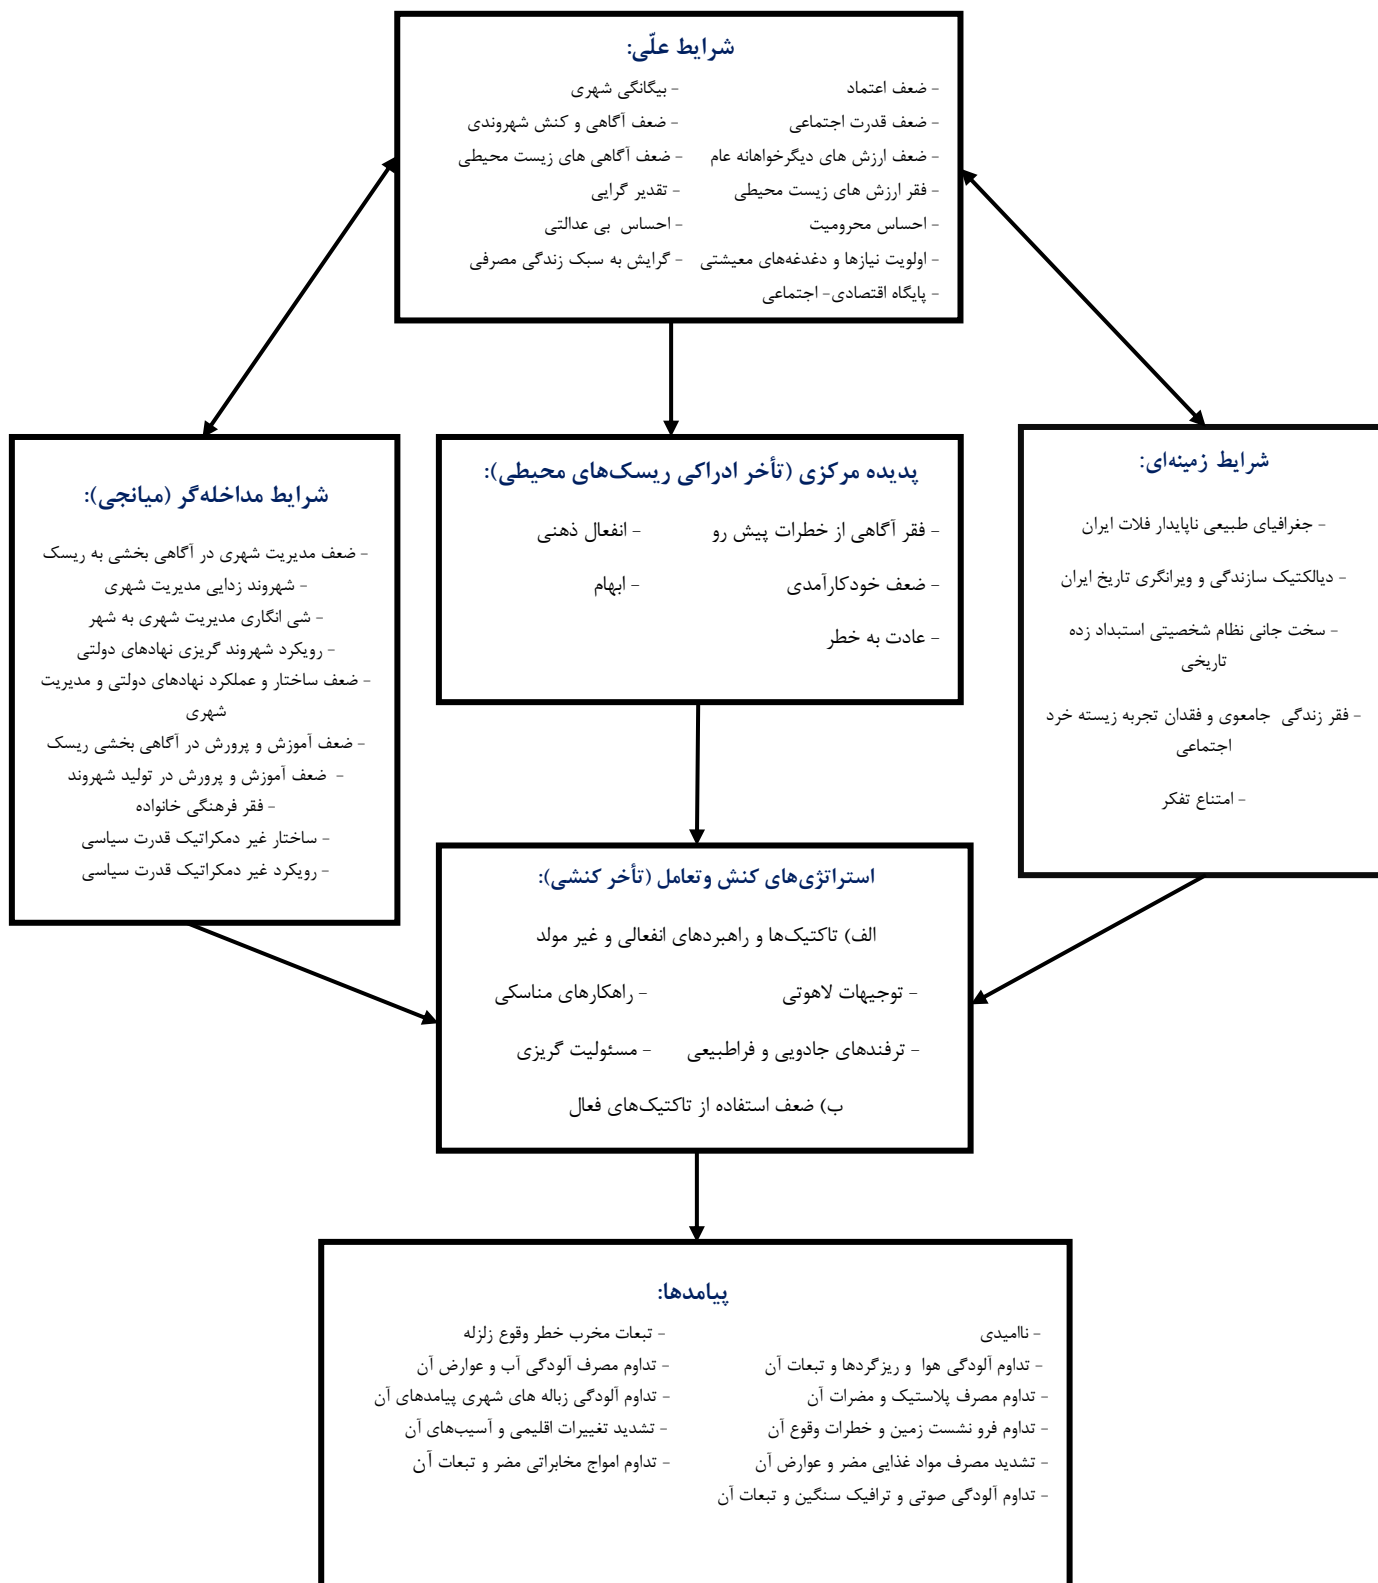 شرایط علّی:
- ضعف اعتماد - بیگانگی شهری
- ضعف قدرت اجتماعی - ضعف آگاهی و کنش شهروندی
- ضعف ارزش های دیگرخواهانه عام - ضعف آگاهی های زیست محیطی
- فقر ارزش های زیست محیطی - تقدیر گرایی
- احساس محرومیت - احساس بی عدالتی
- اولویت نیازها و دغدغه‌های معیشتی - گرایش به سبک زندگی مصرفی
- پایگاه اقتصادی- اجتماعی
شرایط زمینه‌ای:
- جغرافیای طبیعی ناپایدار فلات ایران
- دیالکتیک سازندگی و ویرانگری تاریخ ایران
- سخت جانی نظام شخصیتی استبداد زده
تاریخی
- فقر زندگی جامعوی و فقدان تجربه زیسته خرد
اجتماعی
- امتناع تفکر
پدیده مرکزی (تأخر ادراکی ریسک‌های محیطی):
- فقر آگاهی از خطرات پیش رو - انفعال ذهنی
- ضعف خودکارآمدی - ابهام
- عادت به خطر
شرایط مداخله‌گر (میانجی):
- ضعف مدیریت شهری در آگاهی بخشی به ریسک
- شهروند زدایی مدیریت شهری
- شی انگاری مدیریت شهری به شهر
- رویکرد شهروند گریزی نهادهای دولتی
- ضعف ساختار و عملکرد نهادهای دولتی و مدیریت
شهری
- ضعف آموزش و پرورش در آگاهی بخشی ریسک
- ضعف آموزش و پرورش در تولید شهروند
- فقر فرهنگی خانواده
- ساختار غیر دمکراتیک قدرت سیاسی
- رویکرد غیر دمکراتیک قدرت سیاسی
استراتژی‌های کنش وتعامل (تأخر کنشی):
الف) تاکتیک‌ها و راهبردهای انفعالی و غیر مولد
- توجیهات لاهوتی - راهکارهای مناسکی
- ترفندهای جادویی و فراطبیعی - مسئولیت گریزی
ب) ضعف استفاده از تاکتیک‌های فعال
پیامدها:
- ناامیدی - تبعات مخرب خطر وقوع زلزله
- تداوم آلودگی هوا و ریزگردها و تبعات آن - تداوم مصرف آلودگی آب و عوارض آن
- تداوم مصرف پلاستیک و مضرات آن - تداوم آلودگی زباله های شهری پیامدهای آن
- تداوم فرو نشست زمین و خطرات وقوع آن - تشدید تغییرات اقلیمی و آسیب‌های آن
- تشدید مصرف مواد غذایی مضر و عوارض آن - تداوم امواج مخابراتی مضر و تبعات آن
- تداوم آلودگی صوتی و ترافیک سنگین و تبعات آن